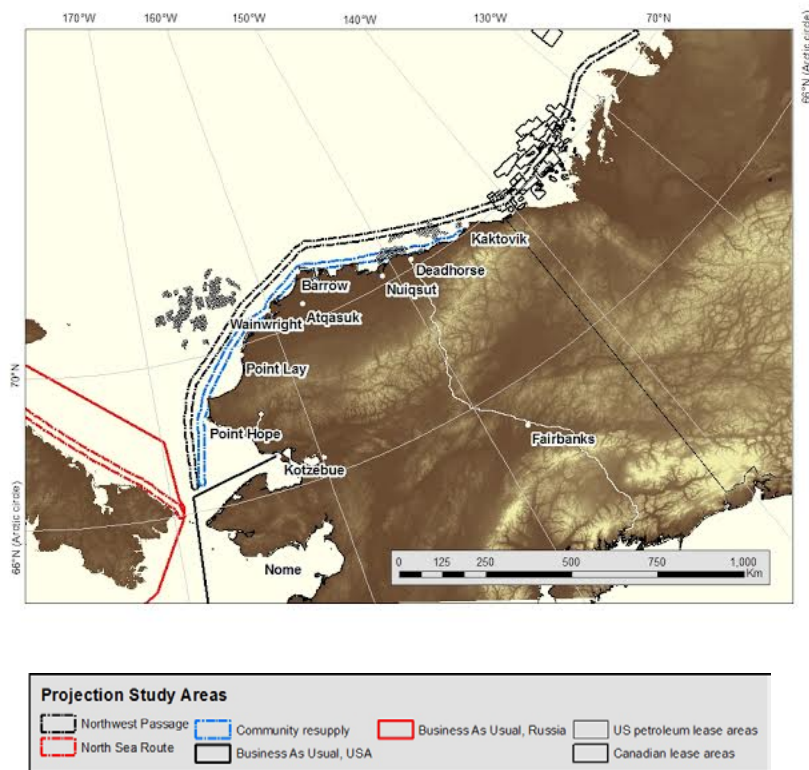 170°W 160°W 150°W 140°W 130°W 70°N
66°N (Arctic circle)
Kaktovik
Deadhorse
Barrow
Nuiqsut
Atqasuk
Wainwright
Point Lay
70°N
Point Hope
Fairbanks
Kotzebue
66°N (Arctic circle)
Nome
0 125 250 500 750 1,000
Km
Projection Study Areas
Northwest Passage Community resupply Business As Usual, Russia US petroleum lease areas
North Sea Route Business As Usual, USA Canadian lease areas